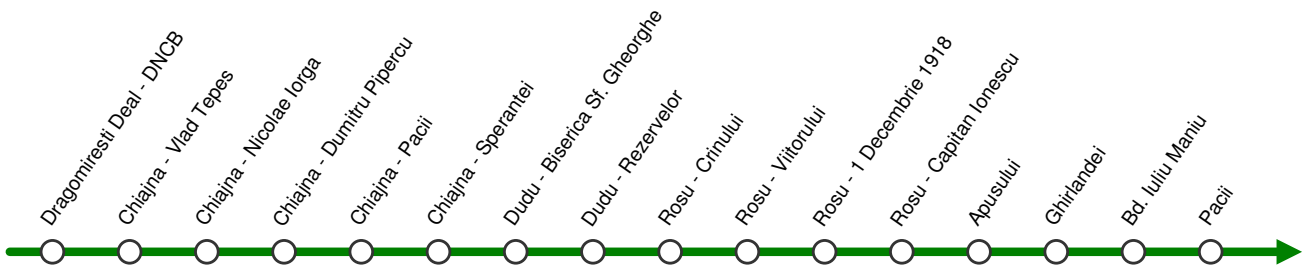 Dragomiresti Deal - DNCB
Chiajna - Vlad Tepes
Chiajna - Nicolae Iorga
Chiajna - Dumitru Pipercu
Chiajna - Pacii
Chiajna - Sperantei
Dudu - Biserica Sf. Gheorghe
Dudu - Rezervelor
Rosu - Crinului
Rosu - Viitorului
Rosu - 1 Decembrie 1918
Rosu - Capitan Ionescu
Apusului
Ghirlandei
Bd. Iuliu Maniu
Pacii